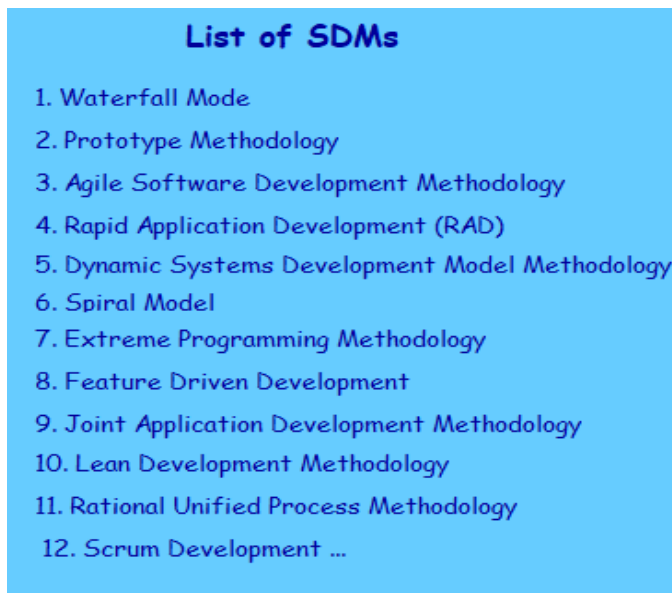 List of SDMs
1. Waterfall Mode
2. Prototype Methodology
3. Agile Software Development Methodology
4. Rapid Application Development (RAD)
5. Dynamic Systems Development Model Methodology
6. Spiral Model
7. Extreme Programming Methodology
8. Feature Driven Development
9. Joint Application Development Methodology
10. Lean Development Methodology
11. Rational Unified Process Methodology
12. Scrum Development ...